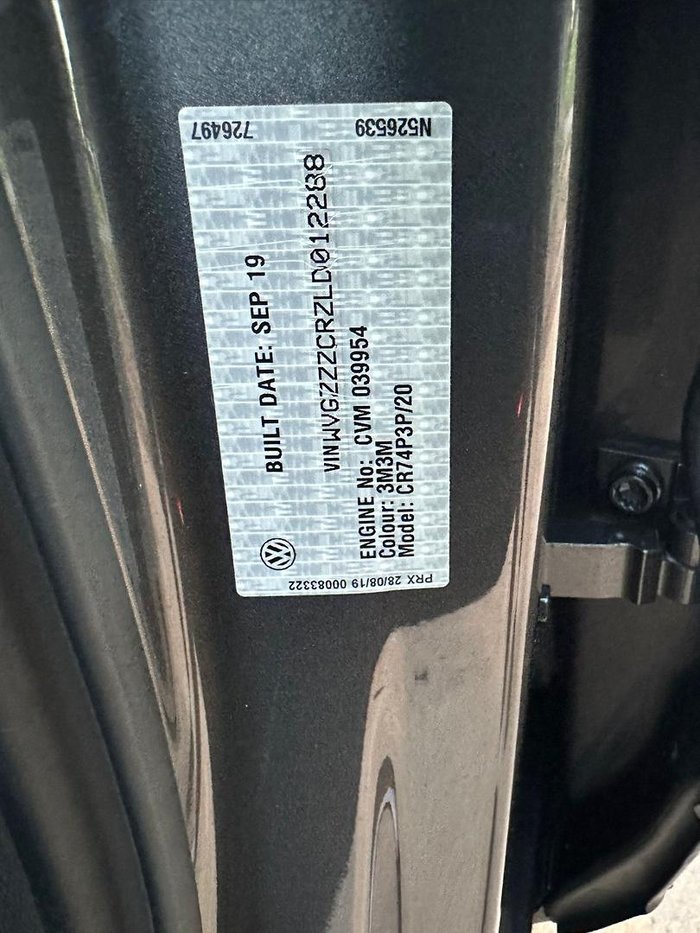 726497
N526539
BUILT DATE: SEP 19
VIN WVGZZZCRZLD012288
ENGINE No: CVM 039954
Colour: 3M3M
Model: CR74P3P/20
PRX 28/08/19 00083322